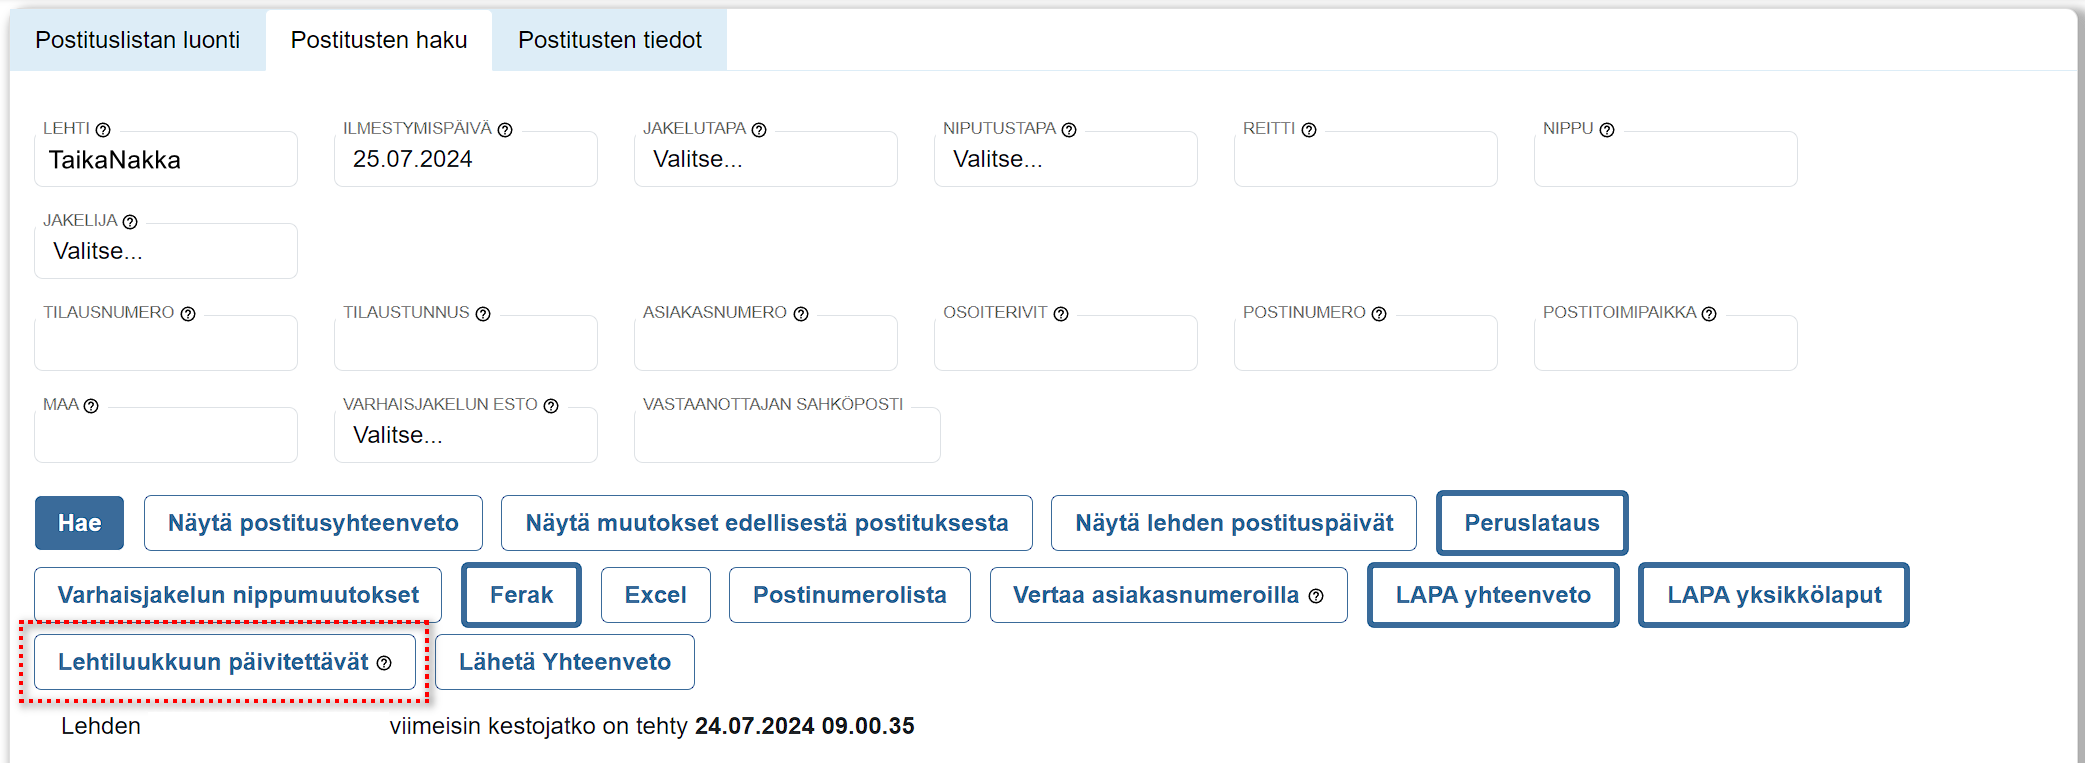 Postituslistan luonti Postitusten haku Postitusten tiedot
LEHTI ILMESTYMISPÄIVÄ JAKELUTAPA NIPUTUSTAPA REITTI NIPPU
TaikaNakka 25.07.2024 Valitse... Valitse...
JAKELIJA
Valitse...
TILAUSNUMERO TILAUSTUNNUS ASIAKASNUMERO OSOITERIVIT POSTINUMERO POSTITOIMIPAIKKA
MAA VARHAISJAKELUN ESTO VASTAANOTTAJAN SAHKÖPOSTI
Valitse...
Hae Näytä postitusyhteenveto Näytä muutokset edellisestä postituksesta Näytä lehden postituspäivät Peruslataus
Varhaisjakelun nippumuutokset Ferak Excel Postinumerolista Vertaa asiakasnumeroilla LAPA yhteenveto LAPA yksikkölaput
Lehtiluukkuun päivitettävät Lähetä Yhteenveto
Lehden viimeisin kestojatko on tehty 24.07.2024 09.00.35